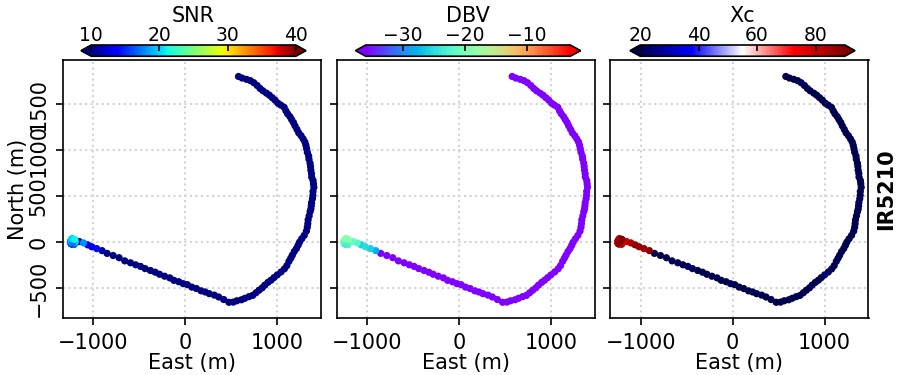 SNR DBV Xc
10 20 30 40 −30 −20 −10 20 40 60 80
1500
1000
500
0
−500
North (m)
IR5210
−1000 0 1000 −1000 0 1000 −1000 0 1000
East (m) East (m) East (m)